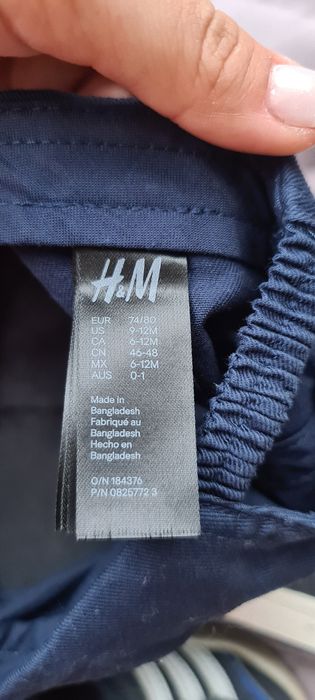 H&M
EUR 74/80
US 9-12M
CA 6-12M
CN 46-48
MX 6-12M
AUS 0-1
Made in
Bangladesh
Fabriqué au
Bangladesh
Hecho en
Bangladesh
O/N 184376
P/N 0825772 3